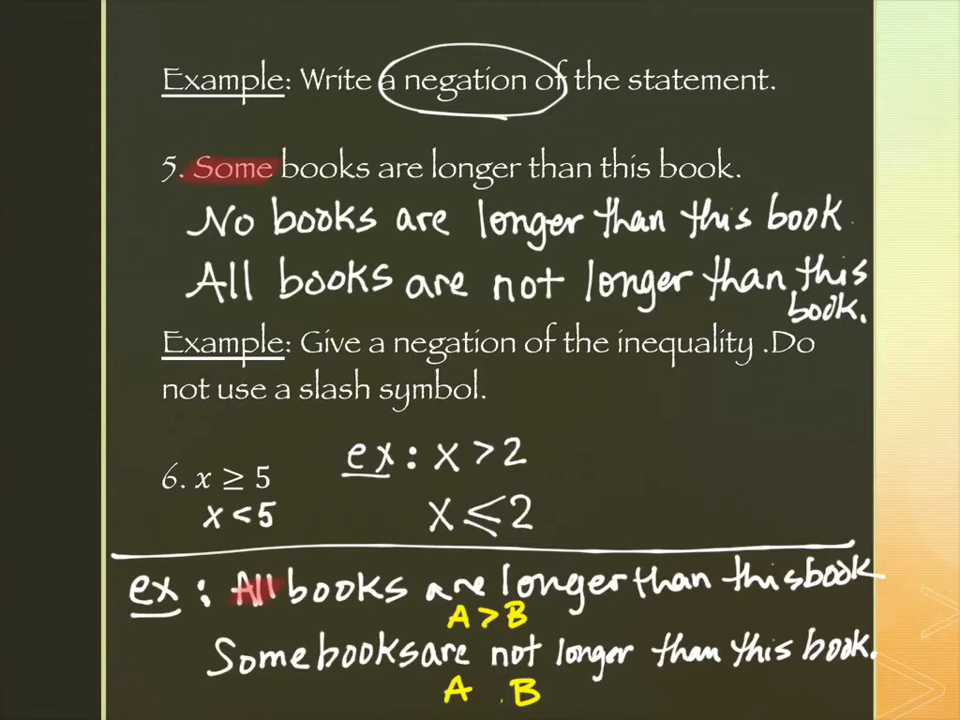 Example: Write a negation of the statement.
5. Some books are longer than this book.
No books are longer than this book.
All books are not longer than this
book.
Example: Give a negation of the inequality .Do
not use a slash symbol.
ex: x > 2
6. x ≥ 5
x < 5
x ⩽ 2
ex: All books are longer than this book
A > B
Some books are not longer than this book.
A B